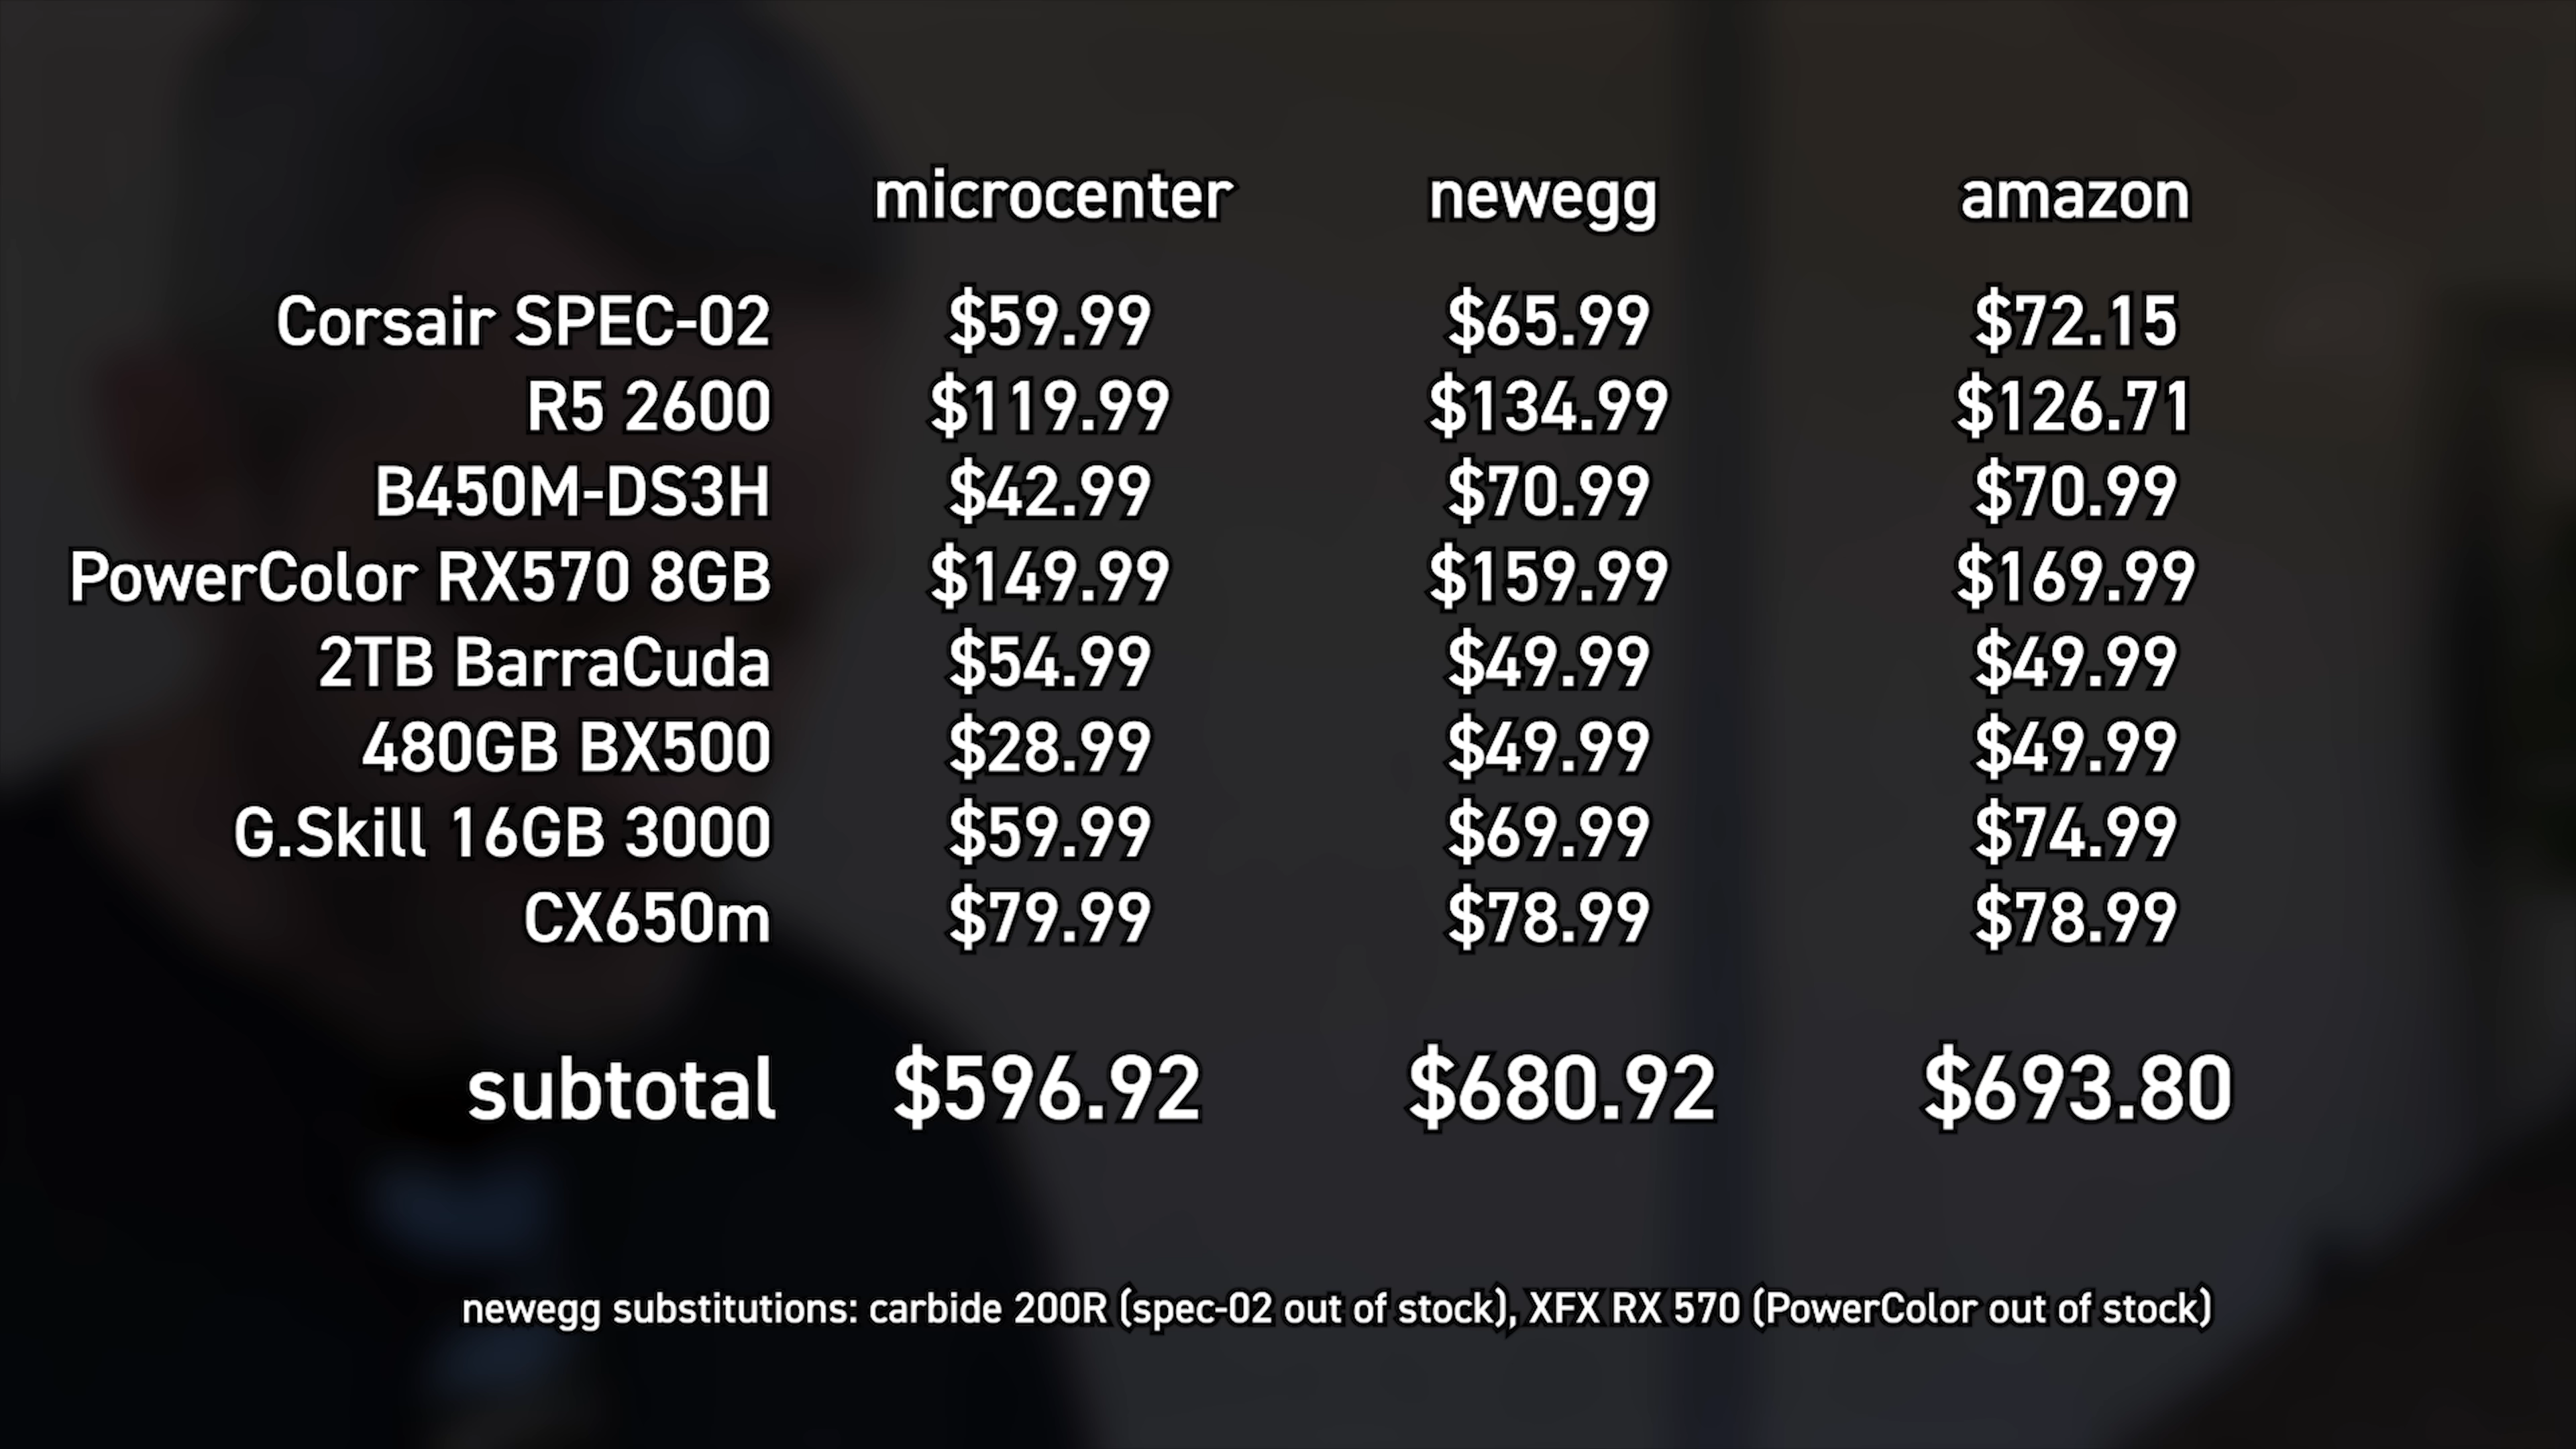 microcenter newegg amazon
Corsair SPEC-02 $59.99 $65.99 $72.15
R5 2600 $119.99 $134.99 $126.71
B450M-DS3H $42.99 $70.99 $70.99
PowerColor RX570 8GB $149.99 $159.99 $169.99
2TB BarraCuda $54.99 $49.99 $49.99
480GB BX500 $28.99 $49.99 $49.99
G.Skill 16GB 3000 $59.99 $69.99 $74.99
CX650m $79.99 $78.99 $78.99
subtotal $596.92 $680.92 $693.80
newegg substitutions: carbide 200R (spec-02 out of stock), XFX RX 570 (PowerColor out of stock)